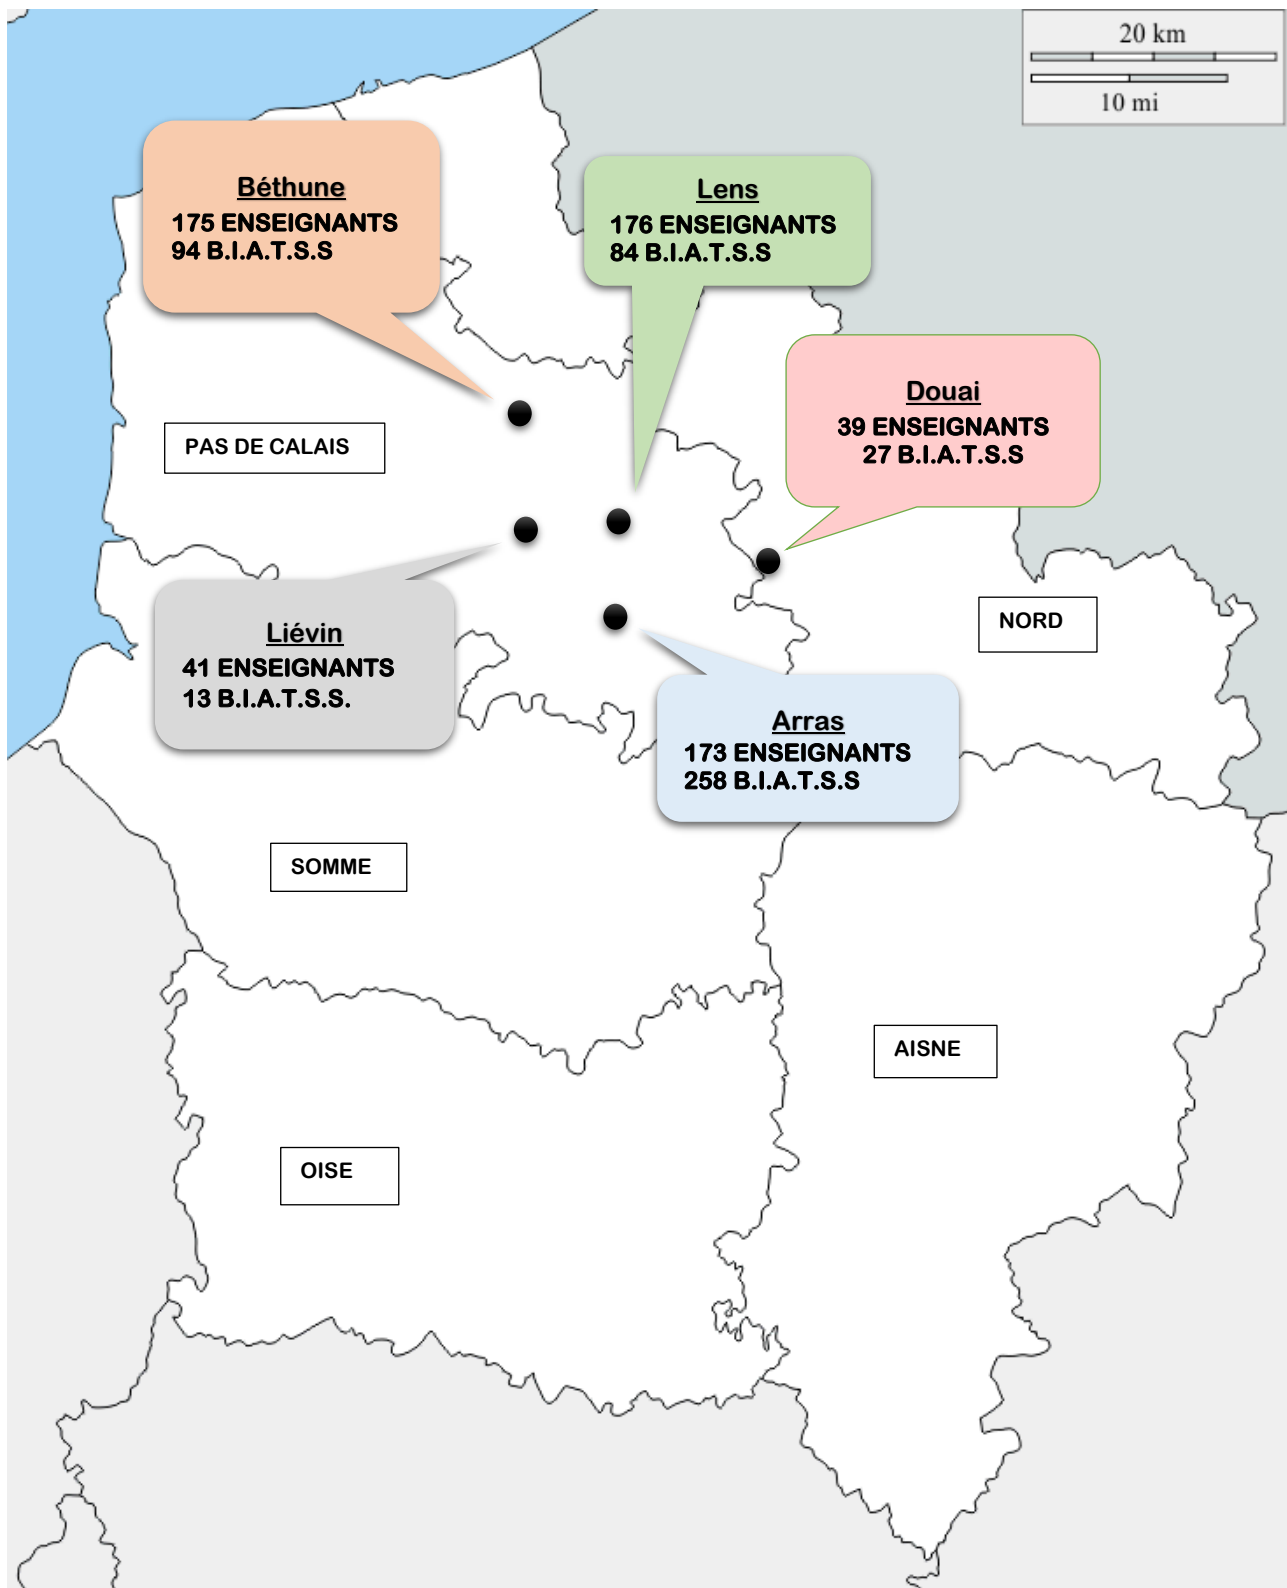 20 km
10 mi
Béthune
175 ENSEIGNANTS
94 B.I.A.T.S.S
Lens
176 ENSEIGNANTS
84 B.I.A.T.S.S
Douai
39 ENSEIGNANTS
27 B.I.A.T.S.S
PAS DE CALAIS
Liévin
41 ENSEIGNANTS
13 B.I.A.T.S.S.
NORD
Arras
173 ENSEIGNANTS
258 B.I.A.T.S.S
SOMME
AISNE
OISE